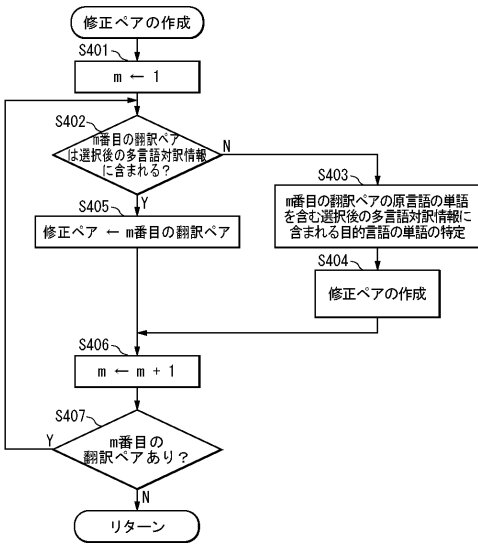 修正ペアの作成
S401
m ← 1
S402
m番目の翻訳ペア
は選択後の多言語対訳情報
に含まれる？
N
Y
S403
m番目の翻訳ペアの原言語の単語
を含む選択後の多言語対訳情報に
含まれる目的言語の単語の特定
S405
修正ペア ← m番目の翻訳ペア
S404
修正ペアの作成
S406
m ← m + 1
S407
m番目の
翻訳ペアあり？
Y
N
リターン